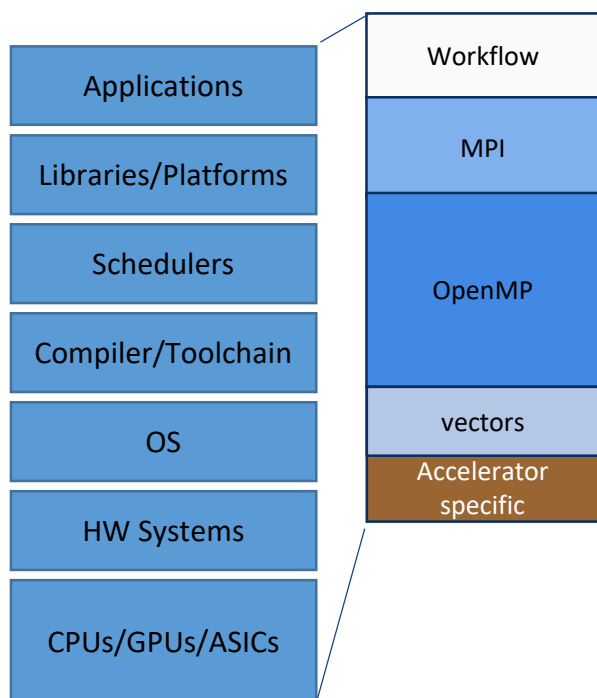 Applications
Libraries/Platforms
Schedulers
Compiler/Toolchain
OS
HW Systems
CPUs/GPUs/ASICs
Workflow
MPI
OpenMP
vectors
Accelerator
specific